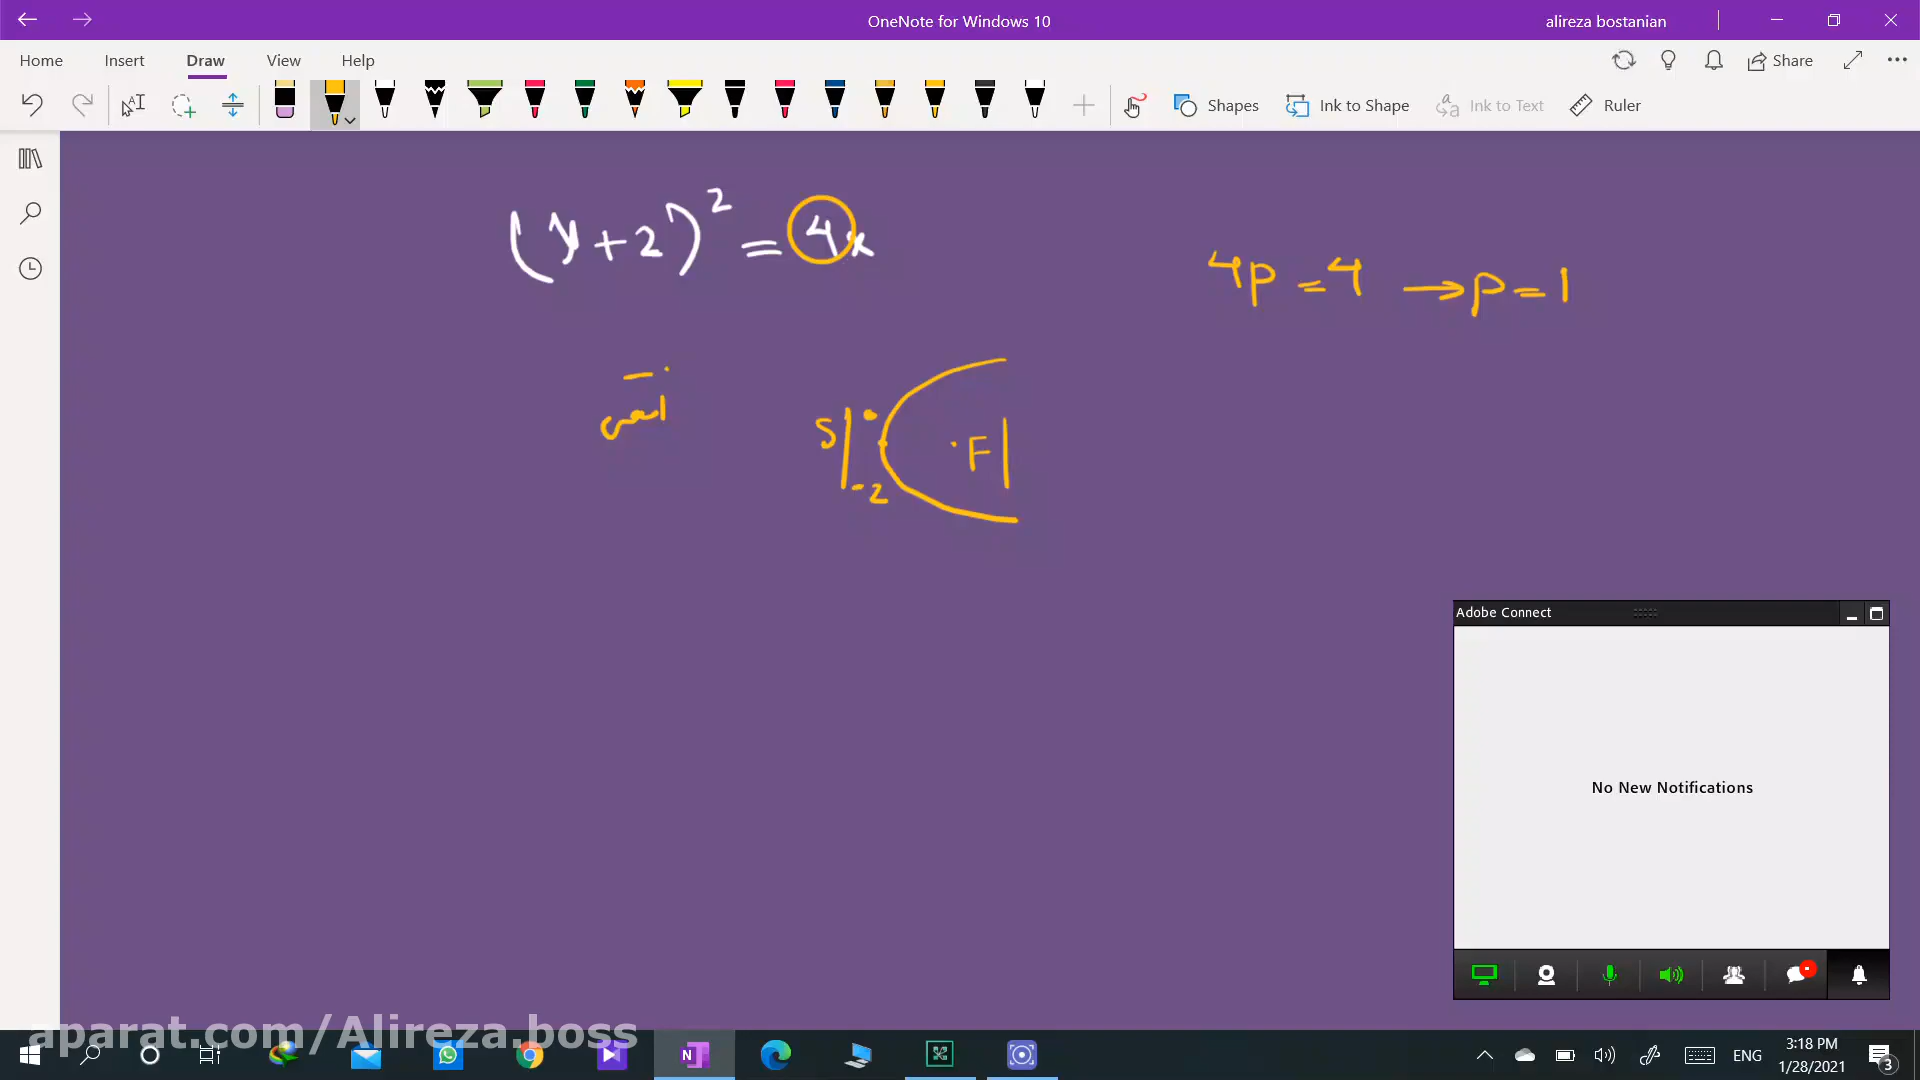 OneNote for Windows 10
alireza bostanian
Home Insert Draw View Help
Share
Shapes Ink to Shape Ink to Text Ruler
(y+2)² = 4x
4p = 4 → p = 1
S | 0 -2
· F |
Adobe Connect
No New Notifications
aparat.com/Alireza.boss
ENG
3:18 PM
1/28/2021
3